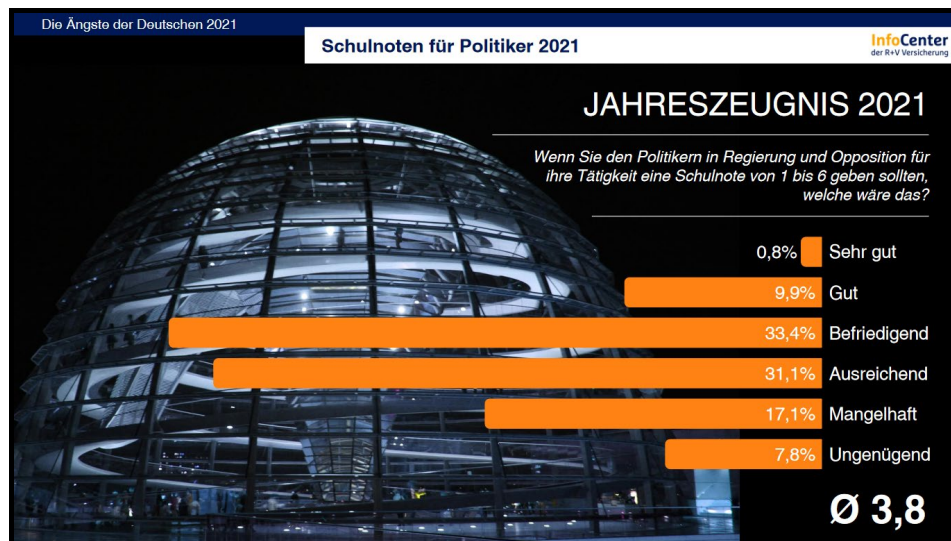 Die Ängste der Deutschen 2021
Schulnoten für Politiker 2021
InfoCenter
der R+V Versicherung
JAHRESZEUGNIS 2021
Wenn Sie den Politikern in Regierung und Opposition für
ihre Tätigkeit eine Schulnote von 1 bis 6 geben sollten,
welche wäre das?
0,8% Sehr gut
9,9% Gut
33,4% Befriedigend
31,1% Ausreichend
17,1% Mangelhaft
7,8% Ungenügend
Ø 3,8